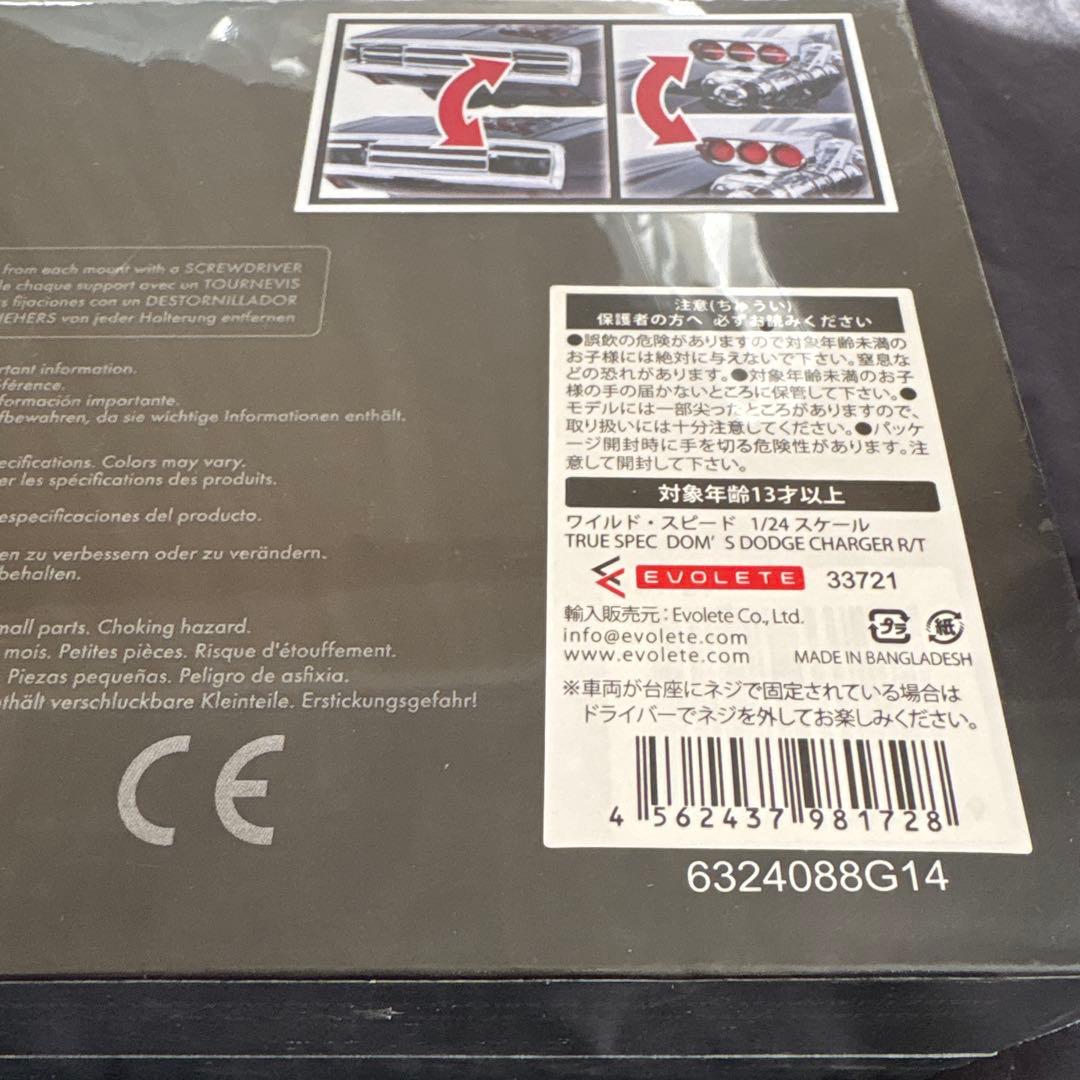 from each mount with a SCREWDRIVER
de chaque support avec un TOURNEVIS
fijaciones con un DESTORNILLADOR
von jeder Halterung entfernen
important information.
férence.
formación importante.
fbewahren, da sie wichtige Informationen enthält.
ecifications. Colors may vary.
er les spécifications des produits.
especificaciones del producto.
en zu verbessern oder zu verändern.
behalten.
mall parts. Choking hazard.
mois. Petites pièces. Risque d'étouffement.
Piezas pequeñas. Peligro de asfixia.
nthält verschluckbare Kleinteile. Erstickungsgefahr!
CE
注意(ちゅうい)
保護者の方へ 必ずお読みください
●誤飲の危険がありますので対象年齢未満の
お子様には絶対に与えないで下さい。窒息な
どの恐れがあります。●対象年齢未満のお子
様の手の届かないところに保管して下さい。●
モデルには一部尖ったところがありますので、
取り扱いには十分注意してください。●パッケ
ージ開封時に手を切る危険性があります。注
意して開封して下さい。
対象年齢13才以上
ワイルド・スピード 1/24 スケール
TRUE SPEC DOM'S DODGE CHARGER R/T
EVOLETE 33721
輸入販売元：Evolete Co., Ltd.
info@evolete.com
www.evolete.com
プラ 紙
MADE IN BANGLADESH
※車両が台座にネジで固定されている場合は
ドライバーでネジを外してお楽しみください。
4 562437 981728
6324088G14